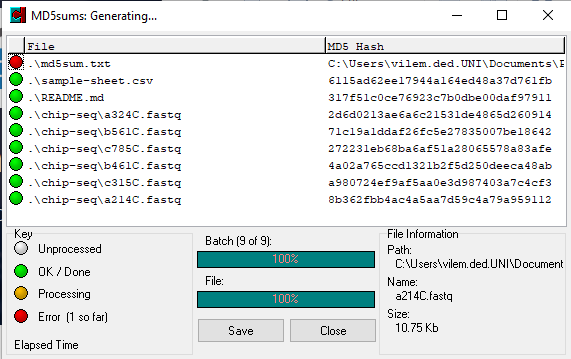 MD5sums: Generating...
File MD5 Hash
.\md5sum.txt C:\Users\vilem.ded.UNI\Documents\P
.\sample-sheet.csv 6115ad62ee17944a164ed48a37d761fb
.\README.md 317f51c0ce76923c7b0dbe00daf97911
.\chip-seq\a324C.fastq 2d6d0213ae6a6c21531de4865d260914
.\chip-seq\b561C.fastq 71c19a1ddaf26fc5e27835007be18642
.\chip-seq\c785C.fastq 272231eb68ba6af51a28065578a83afe
.\chip-seq\b461C.fastq 4a02a765ccd1321b2f5d250deeca48ab
.\chip-seq\c315C.fastq a980724ef9af5aa0e3d987403a7c4cf3
.\chip-seq\a214C.fastq 8b362fbb4ac4a5aa7d59c4a79a959112
Key
Unprocessed
OK / Done
Processing
Error (1 so far)
Elapsed Time
Batch (9 of 9):
100%
File:
100%
Save Close
File Information
Path:
C:\Users\vilem.ded.UNI\Document
Name:
a214C.fastq
Size:
10.75 Kb